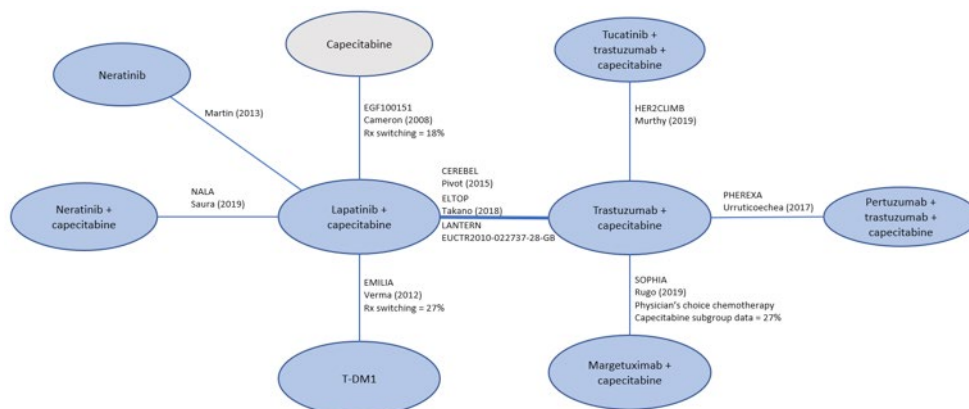 Capecitabine
Tucatinib +
trastuzumab +
capecitabine
Neratinib
Martin (2013)
EGF100151
Cameron (2008)
Rx switching = 18%
HER2CLIMB
Murthy (2019)
NALA
Saura (2019)
CEREBEL
Pivot (2015)
ELTOP
Takano (2018)
LANTERN
EUCTR2010-022737-28-GB
PHEREXA
Urruticoechea (2017)
Neratinib +
capecitabine
Lapatinib +
capecitabine
Trastuzumab +
capecitabine
Pertuzumab +
trastuzumab +
capecitabine
EMILIA
Verma (2012)
Rx switching = 27%
SOPHIA
Rugo (2019)
Physician's choice chemotherapy
Capecitabine subgroup data = 27%
T-DM1
Margetuximab +
capecitabine